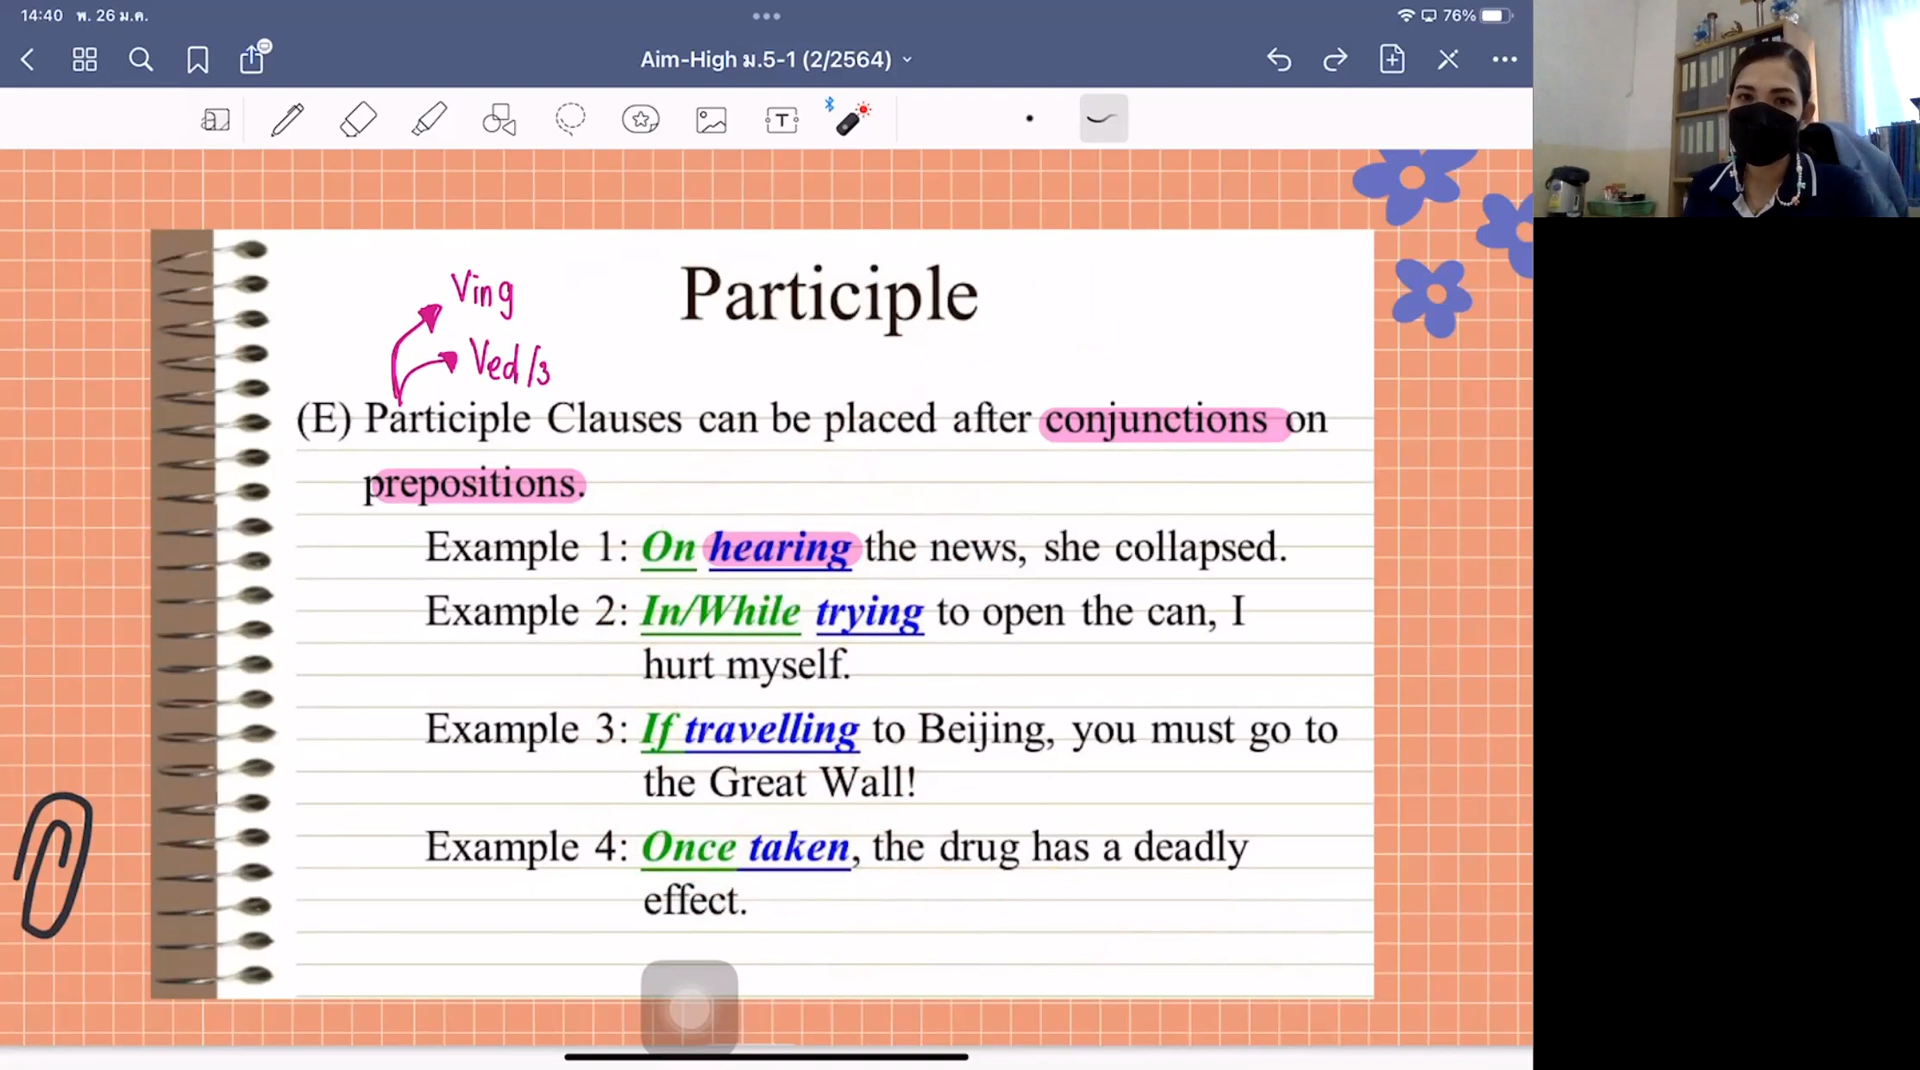 14:40 พ. 26 ม.ค.
76%
Aim-High ม.5-1 (2/2564)
T
Participle
Ving
Ved/3
(E) Participle Clauses can be placed after conjunctions on
prepositions.
Example 1: On hearing the news, she collapsed.
Example 2: In/While trying to open the can, I
hurt myself.
Example 3: If travelling to Beijing, you must go to
the Great Wall!
Example 4: Once taken, the drug has a deadly
effect.